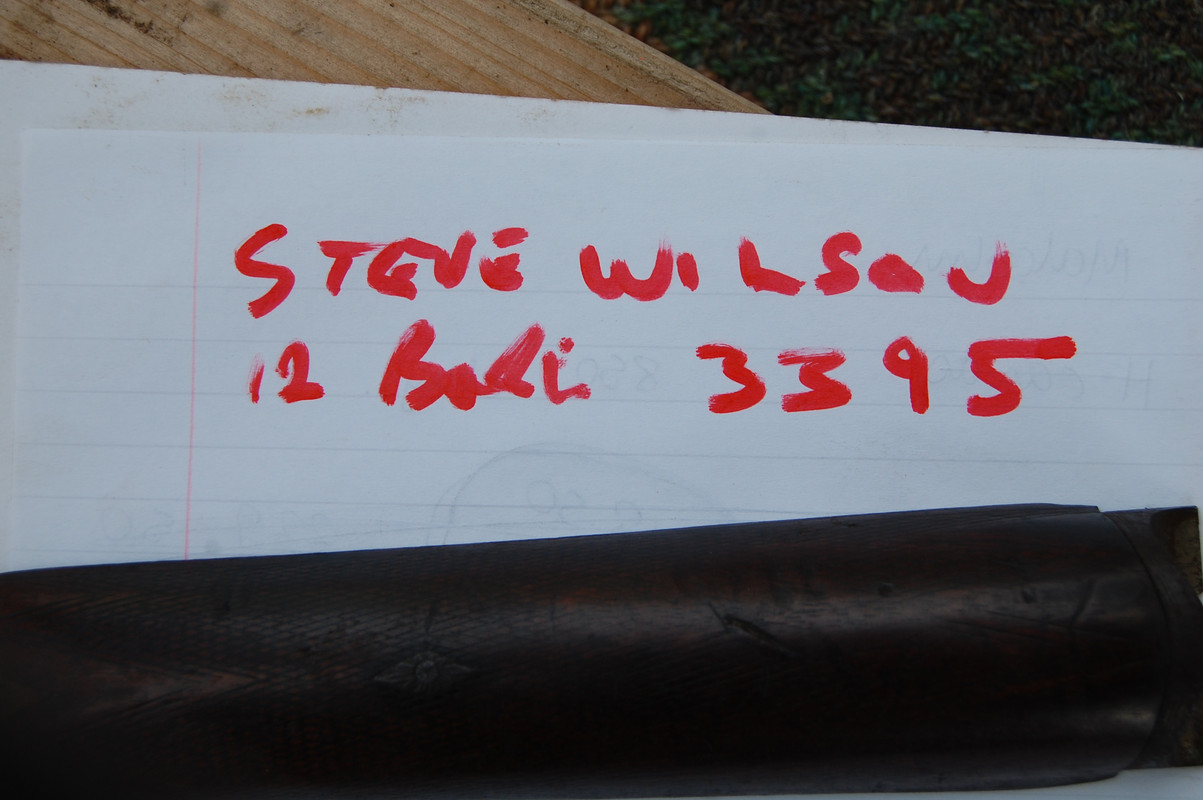 STEVE WILSON
12 BORE 3395